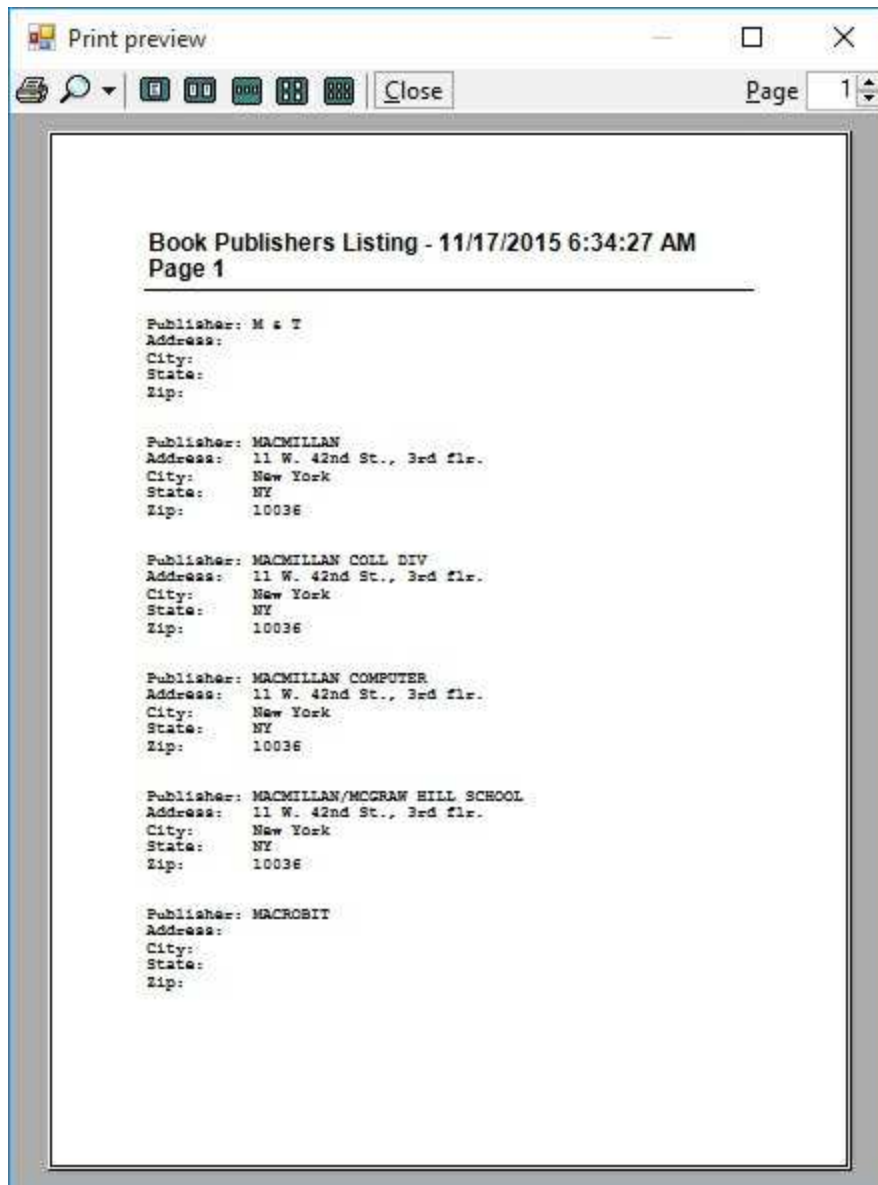 Print preview
Close Page 1
Book Publishers Listing - 11/17/2015 6:34:27 AM
Page 1
Publisher: M & T
Address:
City:
State:
Zip:
Publisher: MACMILLAN
Address: 11 W. 42nd St., 3rd flr.
City: New York
State: NY
Zip: 10036
Publisher: MACMILLAN COLL DIV
Address: 11 W. 42nd St., 3rd flr.
City: New York
State: NY
Zip: 10036
Publisher: MACMILLAN COMPUTER
Address: 11 W. 42nd St., 3rd flr.
City: New York
State: NY
Zip: 10036
Publisher: MACMILLAN/MCGRAW HILL SCHOOL
Address: 11 W. 42nd St., 3rd flr.
City: New York
State: NY
Zip: 10036
Publisher: MACROBIT
Address:
City:
State:
Zip: